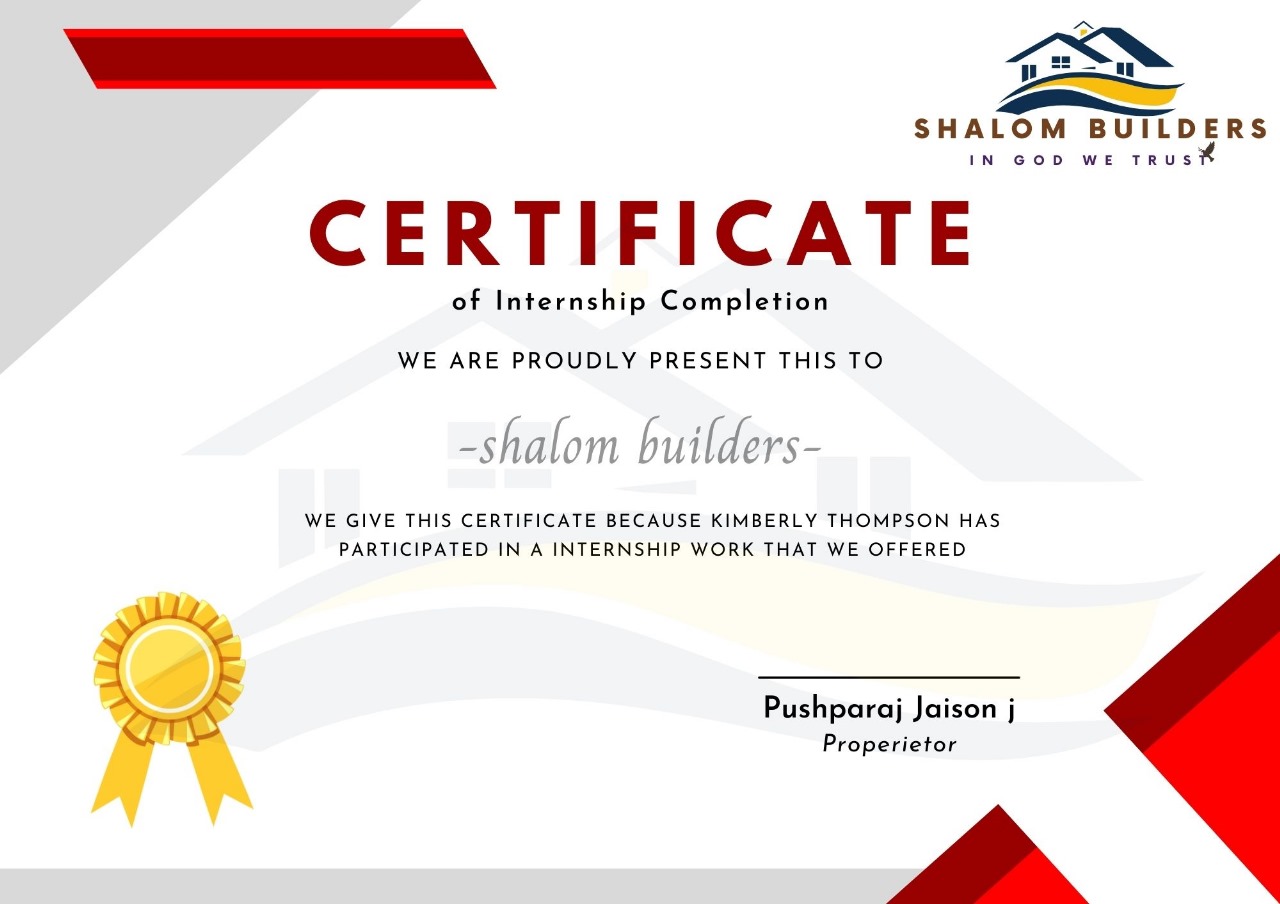 SHALOM BUILDERS
IN GOD WE TRUST
CERTIFICATE
of Internship Completion
WE ARE PROUDLY PRESENT THIS TO
-shalom builders-
WE GIVE THIS CERTIFICATE BECAUSE KIMBERLY THOMPSON HAS
PARTICIPATED IN A INTERNSHIP WORK THAT WE OFFERED
Pushparaj Jaison j
Properietor